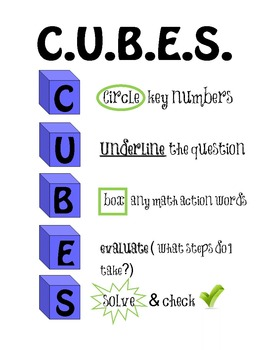 C.U.B.E.S.
C Circle key numbers
U Underline the question
B box any math action words
E evaluate ( what steps do I
take?)
S Solve & check